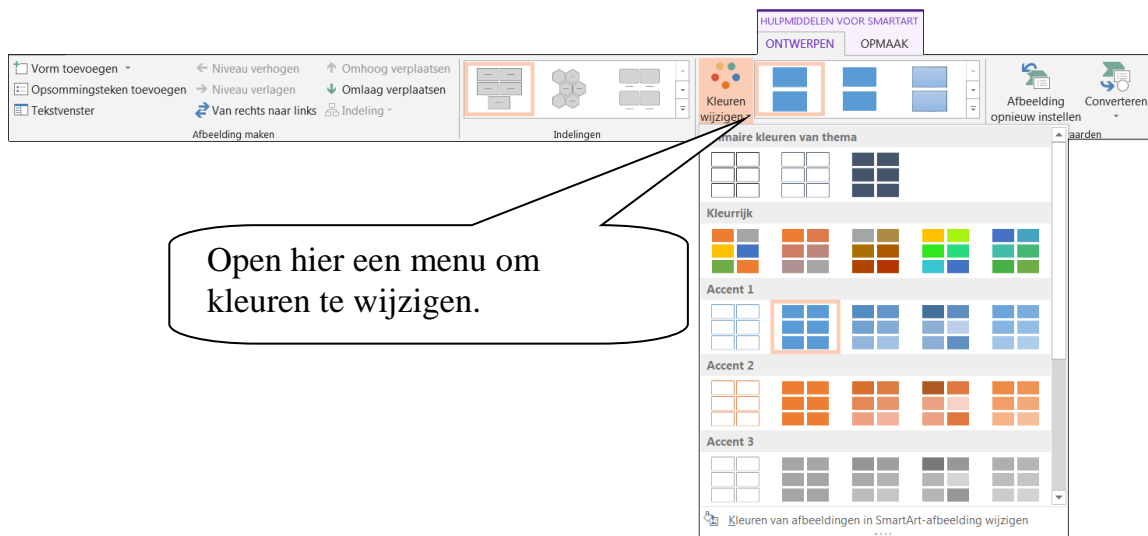 HULPMIDDELEN VOOR SMARTART
ONTWERPEN OPMAAK
Vorm toevoegen
Niveau verhogen
Omhoog verplaatsen
Opsommingsteken toevoegen
Niveau verlagen
Omlaag verplaatsen
Tekstvenster
Van rechts naar links
Indeling
Kleuren
wijzigen
Afbeelding
opnieuw instellen
Converteren
Afbeelding maken
Indelingen
Kleuren van thema
Open hier een menu om
kleuren te wijzigen.
Kleurrijk
Accent 1
Accent 2
Accent 3
Kleuren van afbeeldingen in SmartArt-afbeelding wijzigen